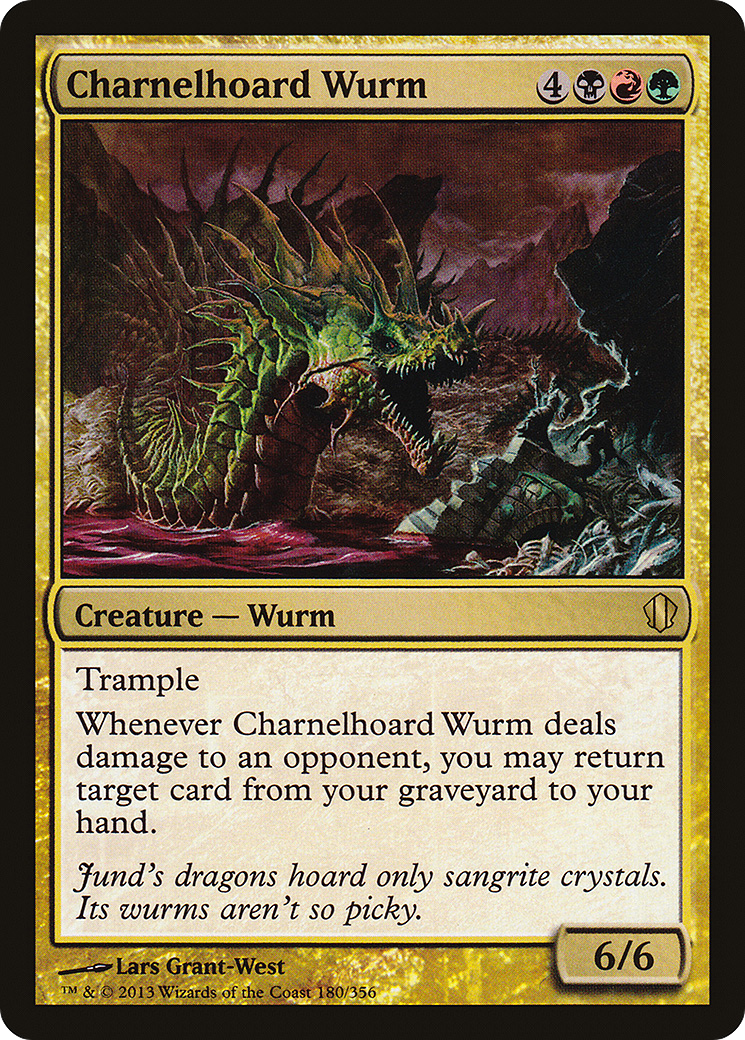 Charnelhoard Wurm 4
Creature — Wurm
Trample
Whenever Charnelhoard Wurm deals
damage to an opponent, you may return
target card from your graveyard to your
hand.
Jund's dragons hoard only sangrite crystals.
Its wurms aren't so picky.
6/6
Lars Grant-West
™ & © 2013 Wizards of the Coast 180/356